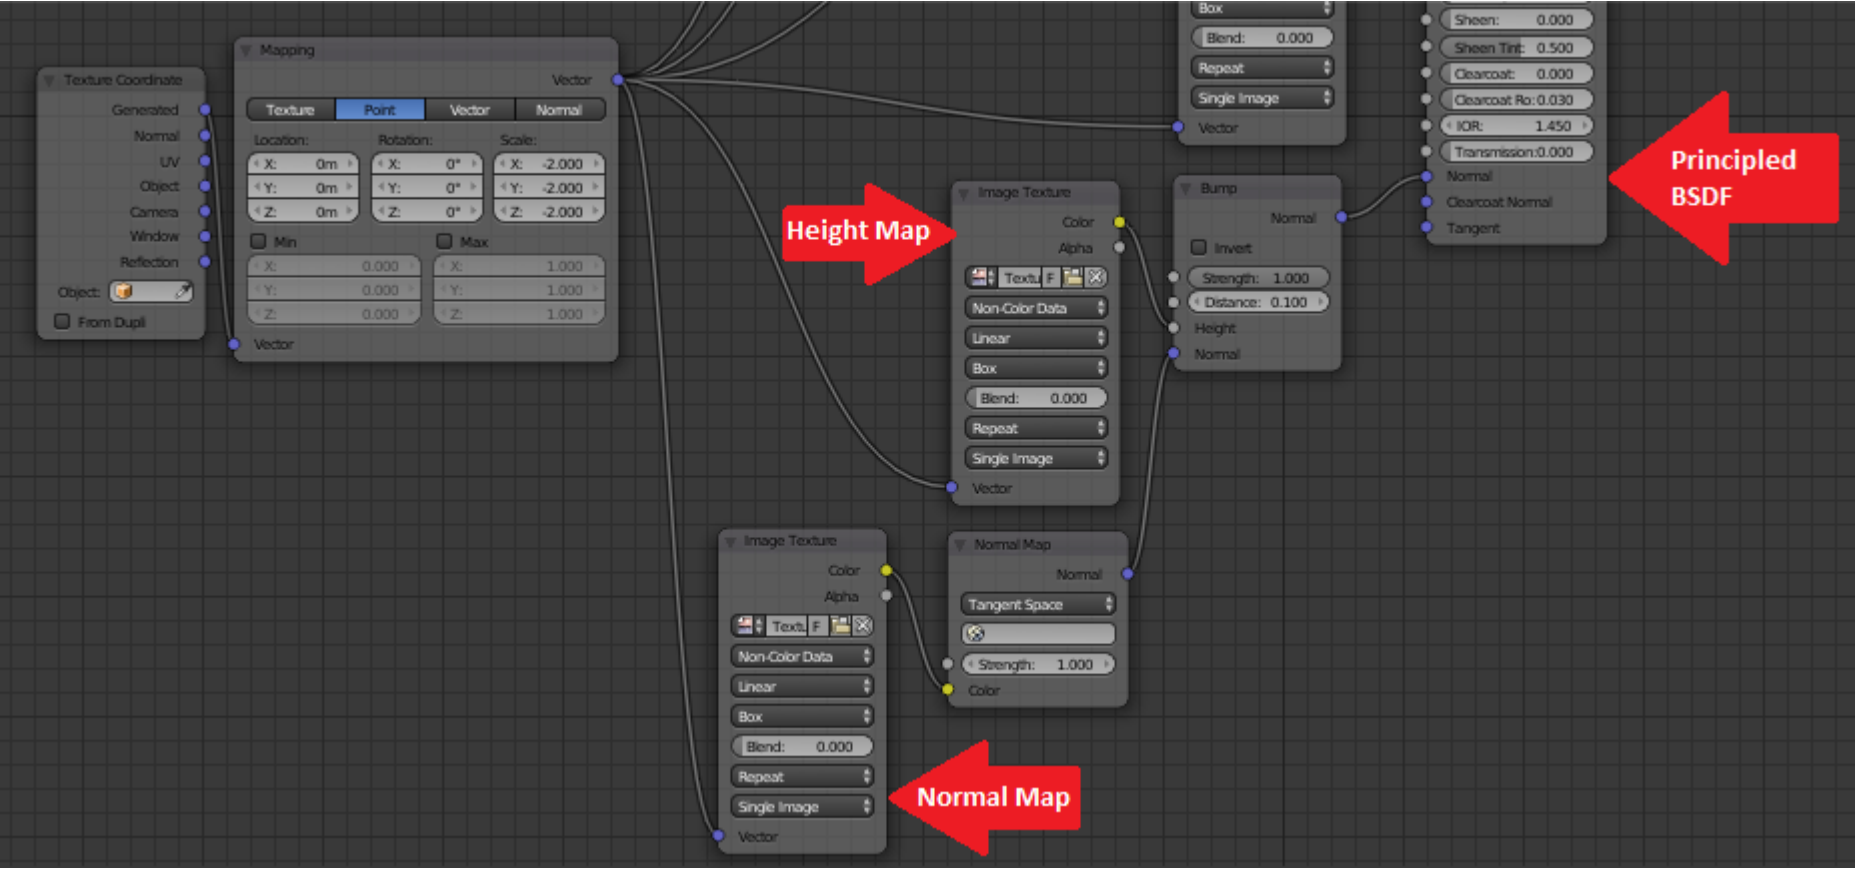 Texture Coordinate
Generated
Normal
UV
Object
Camera
Window
Reflection
Object:
From Dupli
Mapping
Vector
Texture Point Vector Normal
Location: Rotation: Scale:
X: 0m X: 0° X: -2.000
Y: 0m Y: 0° Y: -2.000
Z: 0m Z: 0° Z: -2.000
Min Max
X: 0.000 X: 1.000
Y: 0.000 Y: 1.000
Z: 0.000 Z: 1.000
Vector
Box
Blend: 0.000
Repeat
Single Image
Vector
Sheen: 0.000
Sheen Tint: 0.500
Clearcoat: 0.000
Clearcoat Ro: 0.030
IOR: 1.450
Transmission: 0.000
Normal
Clearcoat Normal
Tangent
Principled
BSDF
Height Map
Image Texture
Color
Alpha
Textu F
Non-Color Data
Linear
Box
Blend: 0.000
Repeat
Single Image
Vector
Bump
Normal
Invert
Strength: 1.000
Distance: 0.100
Height
Normal
Image Texture
Color
Alpha
Text. F
Non-Color Data
Linear
Box
Blend: 0.000
Repeat
Single Image
Vector
Normal Map
Normal
Tangent Space
Strength: 1.000
Color
Normal Map